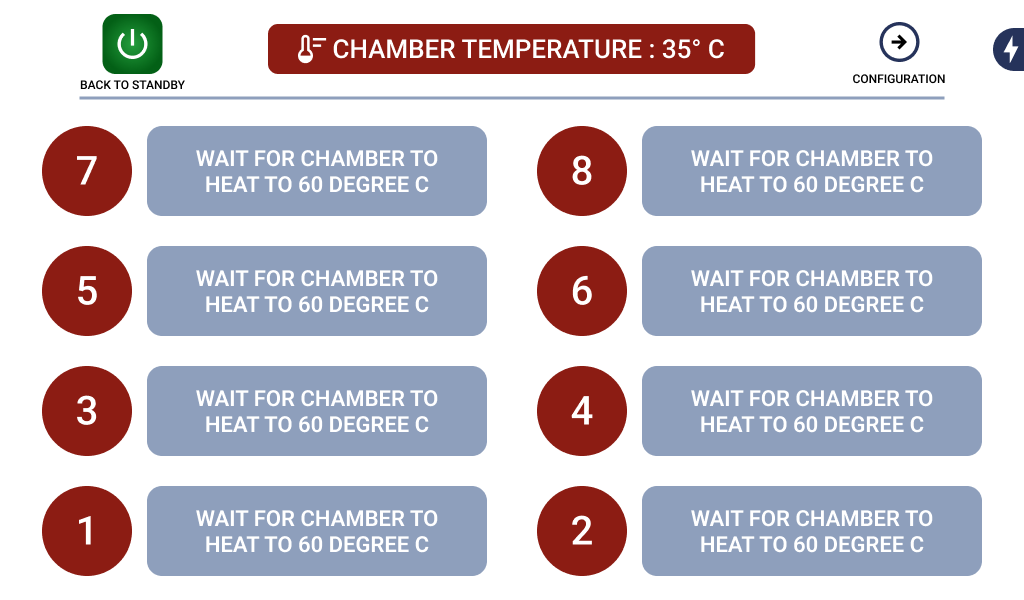 CHAMBER TEMPERATURE : 35° C
BACK TO STANDBY
CONFIGURATION
7
WAIT FOR CHAMBER TO
HEAT TO 60 DEGREE C
8
WAIT FOR CHAMBER TO
HEAT TO 60 DEGREE C
5
WAIT FOR CHAMBER TO
HEAT TO 60 DEGREE C
6
WAIT FOR CHAMBER TO
HEAT TO 60 DEGREE C
3
WAIT FOR CHAMBER TO
HEAT TO 60 DEGREE C
4
WAIT FOR CHAMBER TO
HEAT TO 60 DEGREE C
1
WAIT FOR CHAMBER TO
HEAT TO 60 DEGREE C
2
WAIT FOR CHAMBER TO
HEAT TO 60 DEGREE C